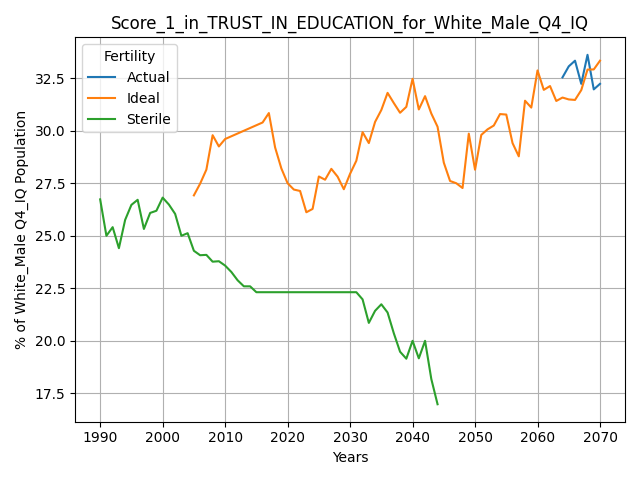 Score_1_in_TRUST_IN_EDUCATION_for_White_Male_Q4_IQ
Fertility
Actual
Ideal
Sterile
% of White_Male Q4_IQ Population
32.5
30.0
27.5
25.0
22.5
20.0
17.5
1990 2000 2010 2020 2030 2040 2050 2060 2070
Years